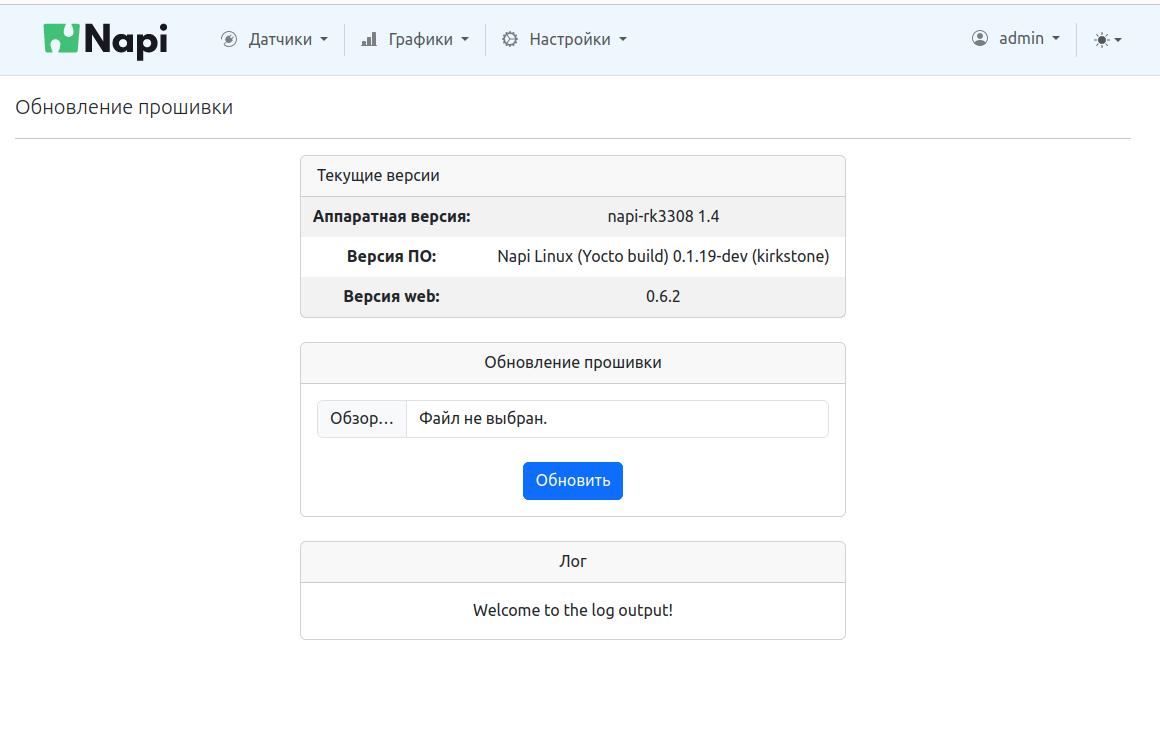 Napi Датчики Графики Настройки admin
Обновление прошивки
Текущие версии
Аппаратная версия: napi-rk3308 1.4
Версия ПО: Napi Linux (Yocto build) 0.1.19-dev (kirkstone)
Версия web: 0.6.2
Обновление прошивки
Обзор... Файл не выбран.
Обновить
Лог
Welcome to the log output!